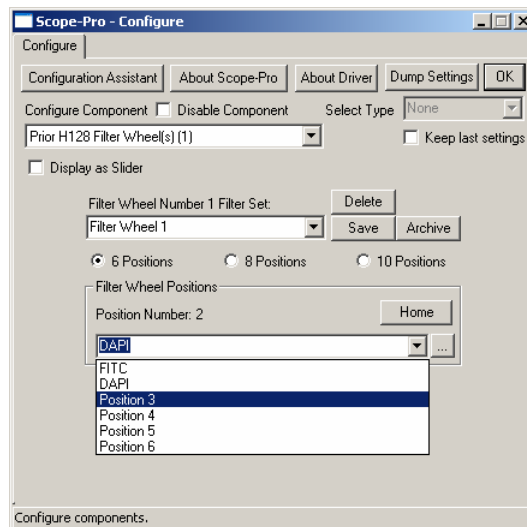 Scope-Pro - Configure
Configure
Configuration Assistant About Scope-Pro About Driver Dump Settings OK
Configure Component Disable Component Select Type None
Prior H128 Filter Wheel(s) (1) Keep last settings
Display as Slider
Filter Wheel Number 1 Filter Set: Delete
Filter Wheel 1 Save Archive
6 Positions 8 Positions 10 Positions
Filter Wheel Positions
Position Number: 2 Home
DAPI ...
FITC
DAPI
Position 3
Position 4
Position 5
Position 6
Configure components.